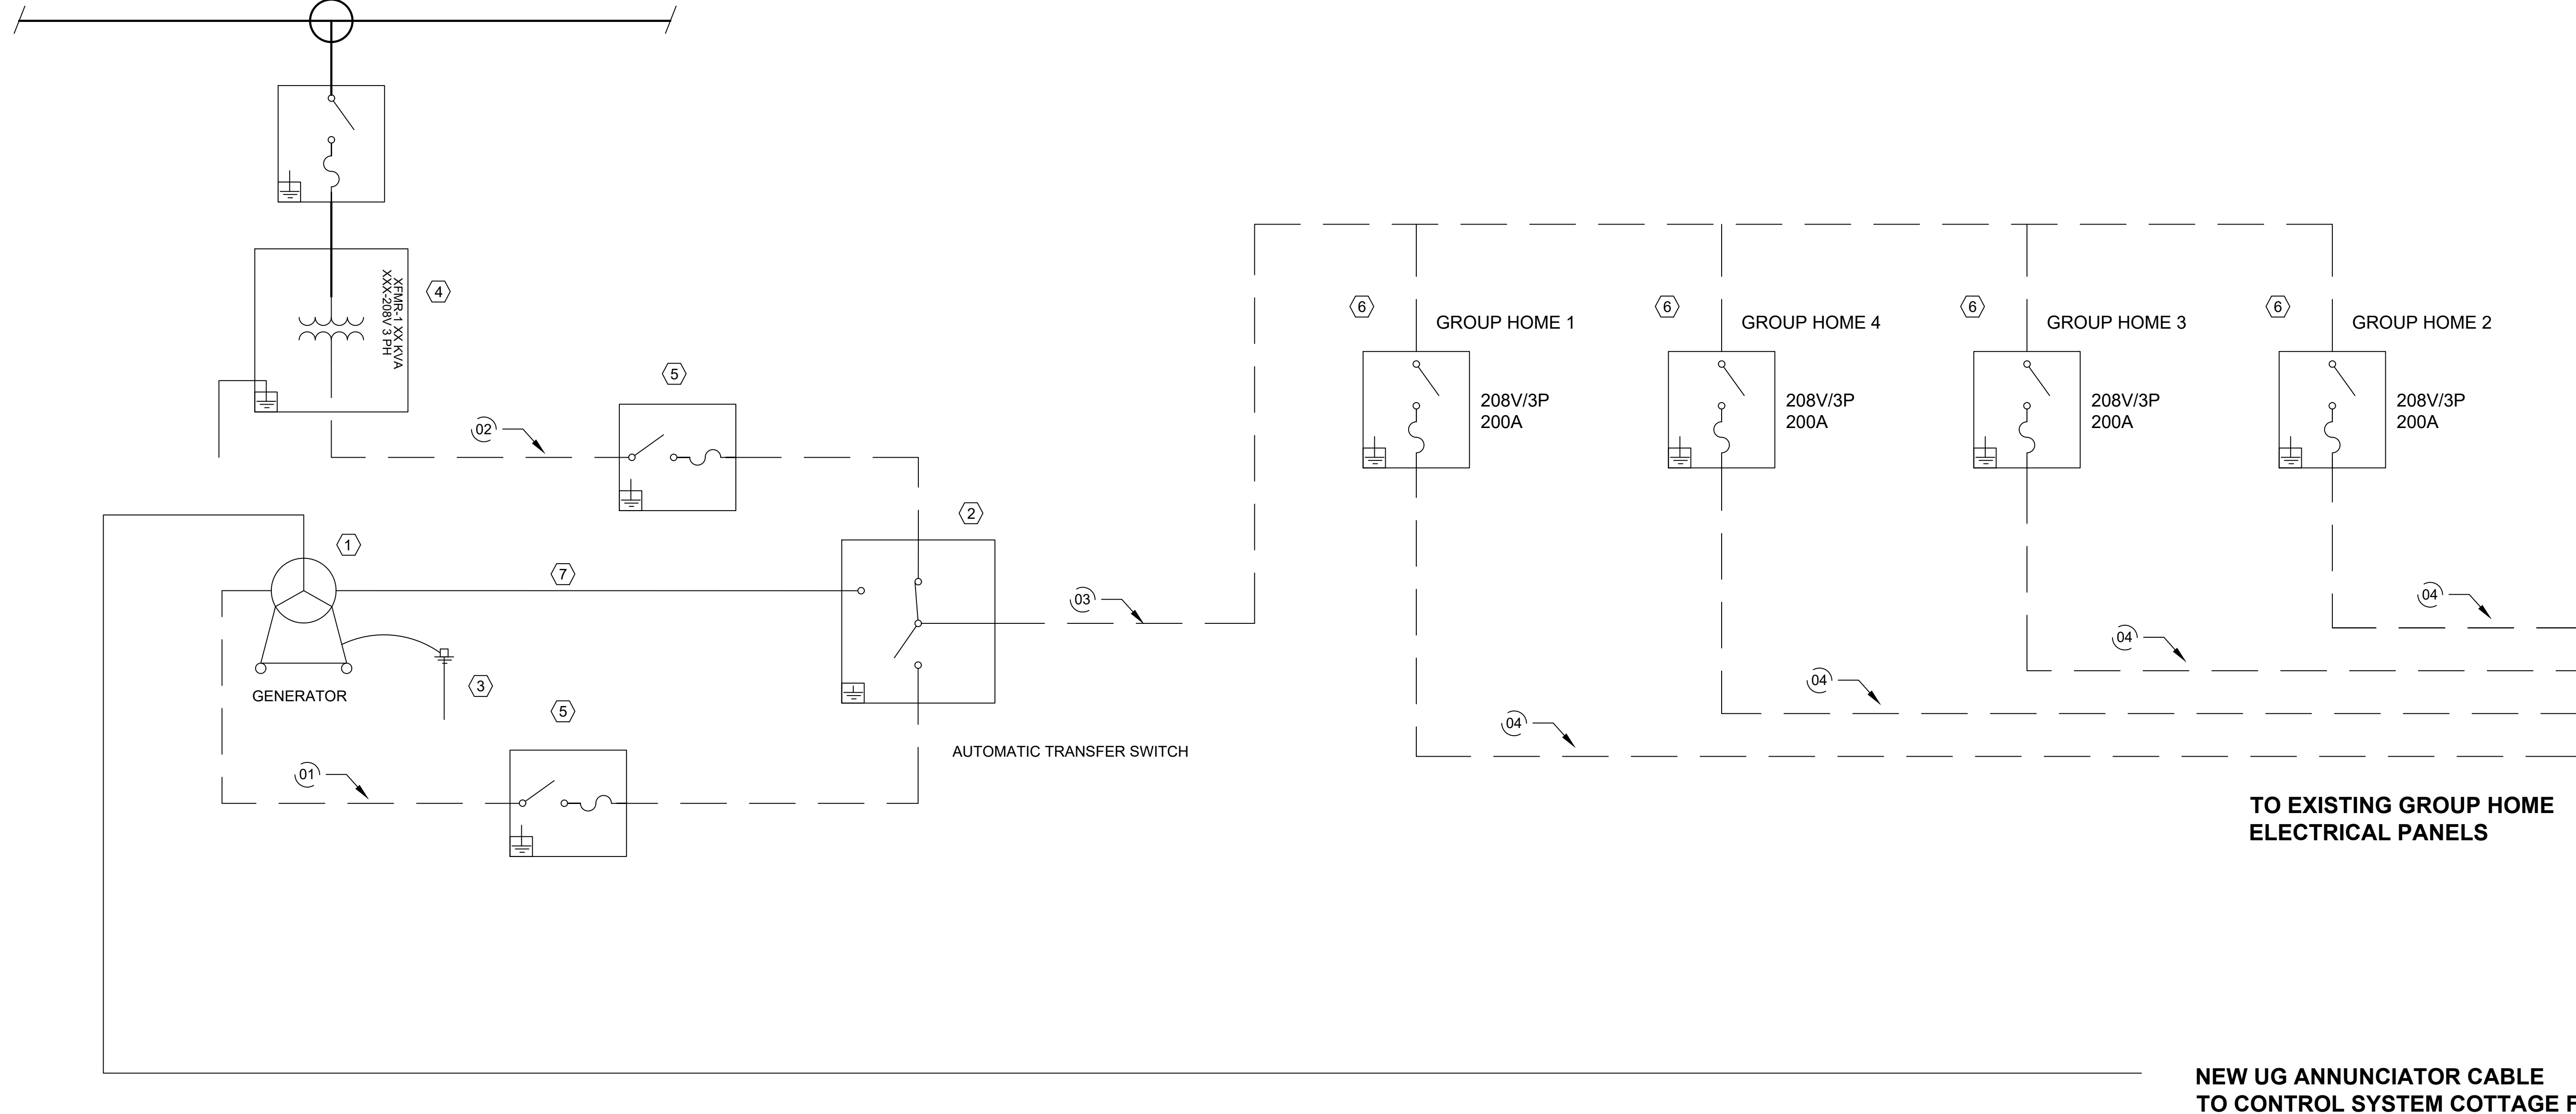 XFMR-1 XX KVA
XXX-208V 3 PH
4
6
GROUP HOME 1
6
GROUP HOME 4
6
GROUP HOME 3
6
GROUP HOME 2
208V/3P
200A
208V/3P
200A
208V/3P
200A
208V/3P
200A
5
02
2
1
7
03
04
04
04
04
3
GENERATOR
5
01
AUTOMATIC TRANSFER SWITCH
TO EXISTING GROUP HOME
ELECTRICAL PANELS
NEW UG ANNUNCIATOR CABLE
TO CONTROL SYSTEM COTTAGE